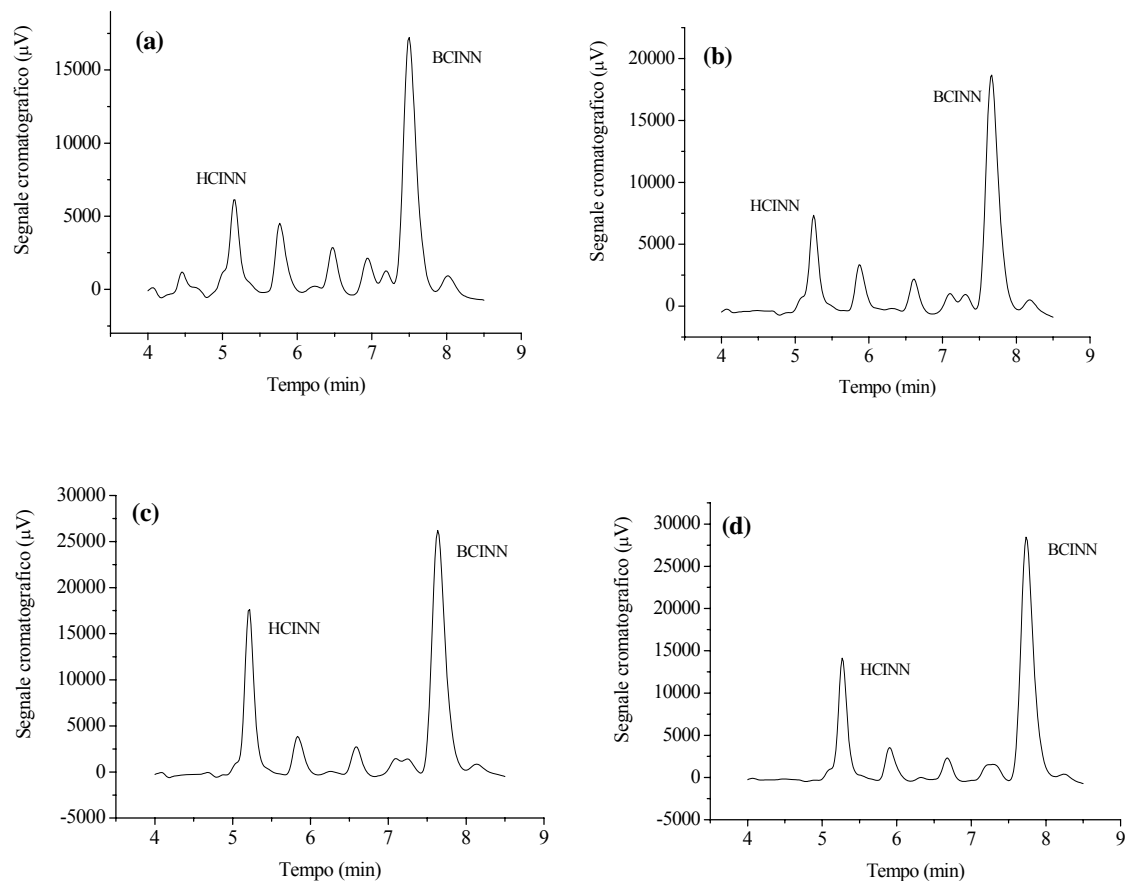 (a)
BCINN
HCINN
Segnale cromatografico (µV)
15000
10000
5000
0
4 5 6 7 8 9
Tempo (min)
(b)
BCINN
HCINN
Segnale cromatografico (µV)
20000
15000
10000
5000
0
4 5 6 7 8 9
Tempo (min)
(c)
BCINN
HCINN
Segnale cromatografico (µV)
30000
25000
20000
15000
10000
5000
0
-5000
4 5 6 7 8 9
Tempo (min)
(d)
BCINN
HCINN
Segnale cromatografico (µV)
30000
25000
20000
15000
10000
5000
0
-5000
4 5 6 7 8 9
Tempo (min)